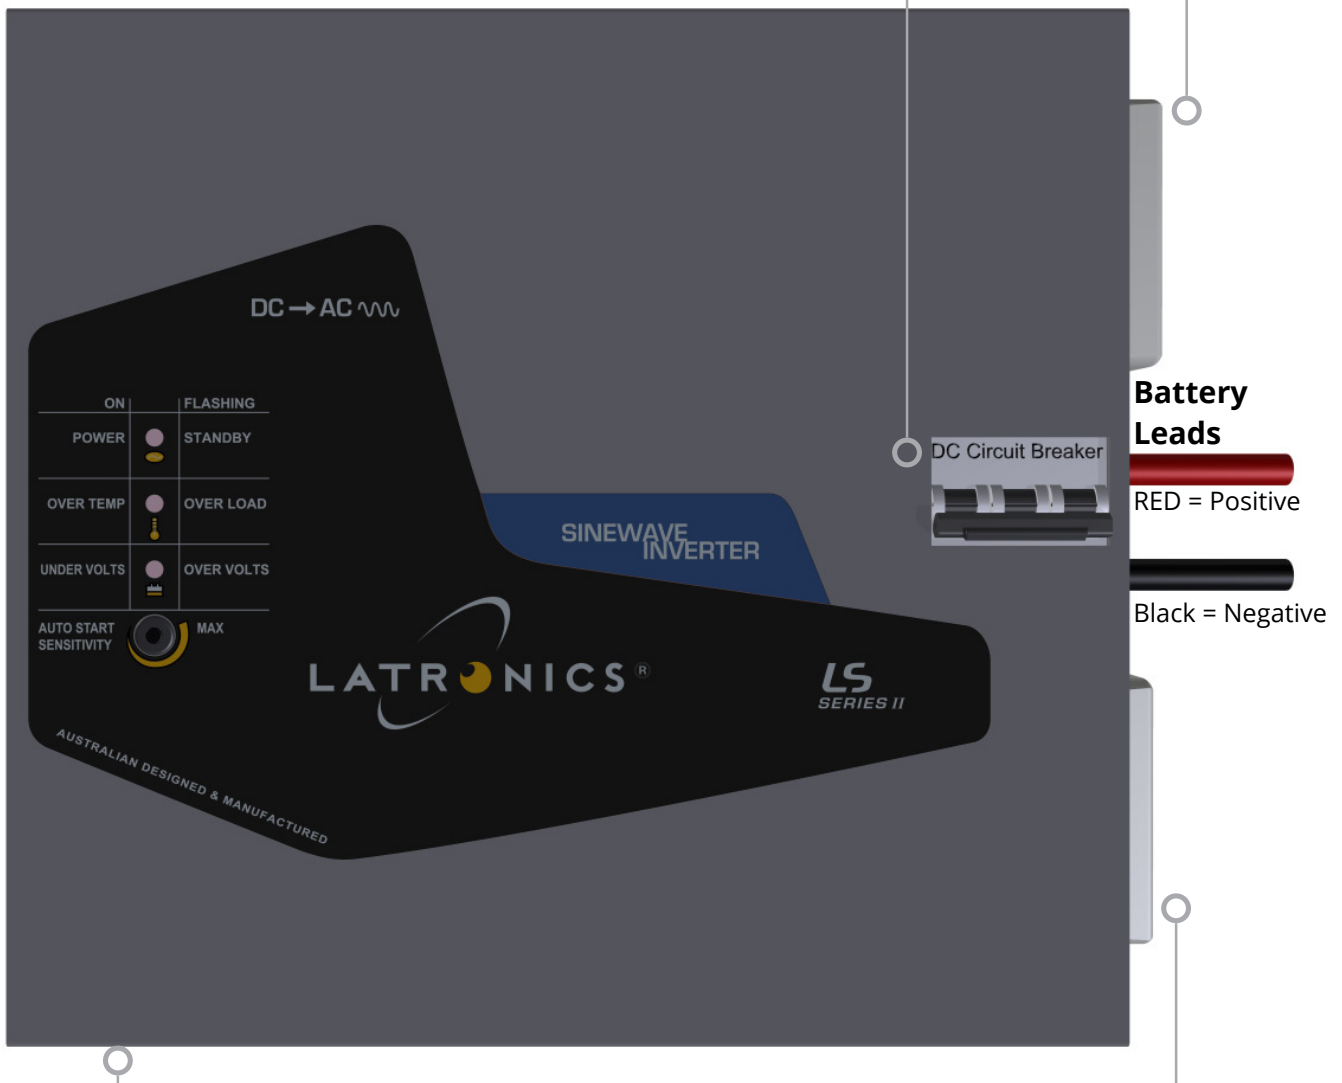 DC → AC
ON FLASHING
POWER STANDBY
OVER TEMP OVER LOAD
UNDER VOLTS OVER VOLTS
AUTO START
SENSITIVITY
MAX
SINEWAVE
INVERTER
LATRONICS®
LS
SERIES II
AUSTRALIAN DESIGNED & MANUFACTURED
DC Circuit Breaker
Battery
Leads
RED = Positive
Black = Negative